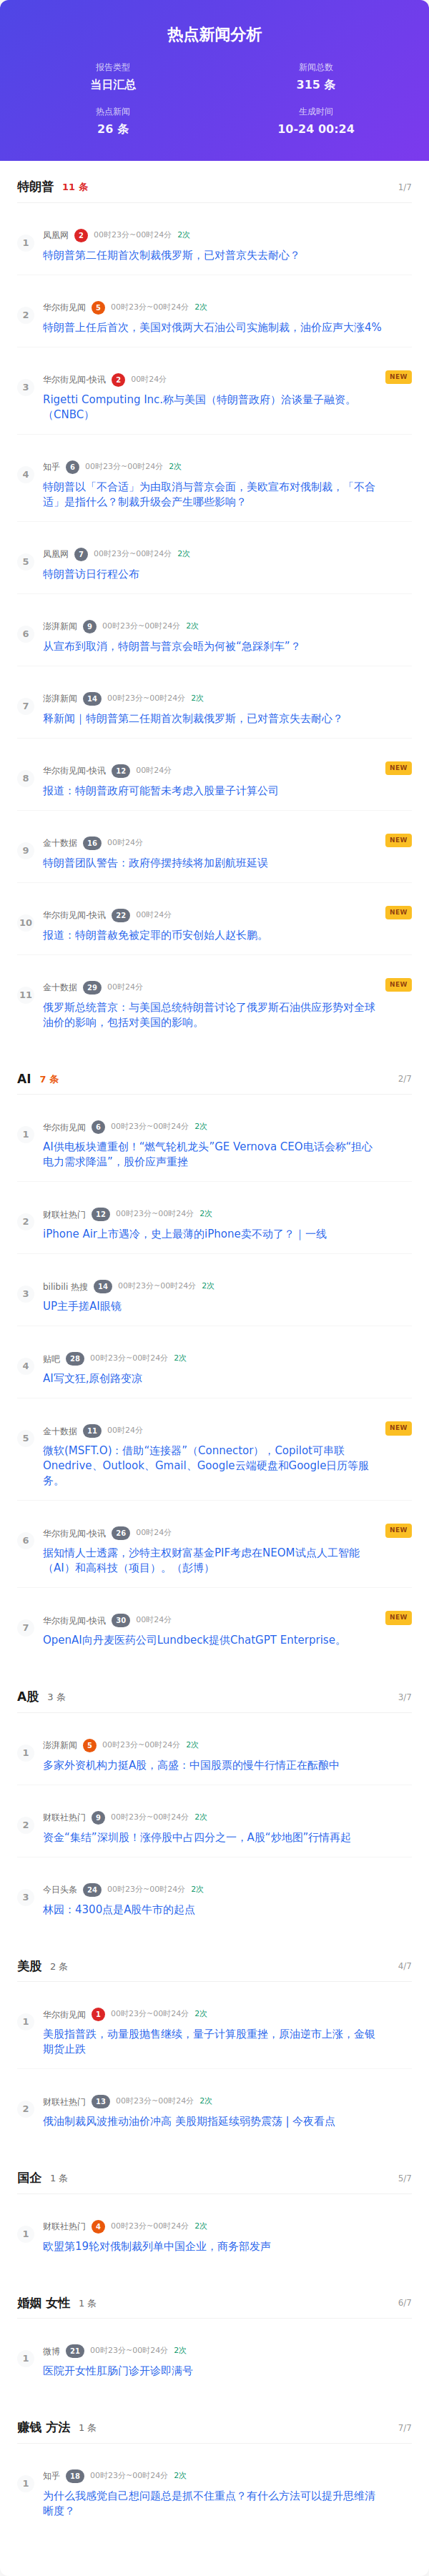 热点新闻分析
报告类型
当日汇总
新闻总数
315 条
热点新闻
26 条
生成时间
10-24 00:24
特朗普 11 条 1/7
1 凤凰网 2 00时23分~00时24分 2次
特朗普第二任期首次制裁俄罗斯，已对普京失去耐心？
2 华尔街见闻 5 00时23分~00时24分 2次
特朗普上任后首次，美国对俄两大石油公司实施制裁，油价应声大涨4%
3 华尔街见闻-快讯 2 00时24分 NEW
Rigetti Computing Inc.称与美国（特朗普政府）洽谈量子融资。
（CNBC）
4 知乎 6 00时23分~00时24分 2次
特朗普以「不合适」为由取消与普京会面，美欧宣布对俄制裁，「不合
适」是指什么？制裁升级会产生哪些影响？
5 凤凰网 7 00时23分~00时24分 2次
特朗普访日行程公布
6 澎湃新闻 9 00时23分~00时24分 2次
从宣布到取消，特朗普与普京会晤为何被“急踩刹车”？
7 澎湃新闻 14 00时23分~00时24分 2次
释新闻｜特朗普第二任期首次制裁俄罗斯，已对普京失去耐心？
8 华尔街见闻-快讯 12 00时24分 NEW
报道：特朗普政府可能暂未考虑入股量子计算公司
9 金十数据 16 00时24分 NEW
特朗普团队警告：政府停摆持续将加剧航班延误
10 华尔街见闻-快讯 22 00时24分 NEW
报道：特朗普赦免被定罪的币安创始人赵长鹏。
11 金十数据 29 00时24分 NEW
俄罗斯总统普京：与美国总统特朗普讨论了俄罗斯石油供应形势对全球
油价的影响，包括对美国的影响。
AI 7 条 2/7
1 华尔街见闻 6 00时23分~00时24分 2次
AI供电板块遭重创！“燃气轮机龙头”GE Vernova CEO电话会称“担心
电力需求降温”，股价应声重挫
2 财联社热门 12 00时23分~00时24分 2次
iPhone Air上市遇冷，史上最薄的iPhone卖不动了？｜一线
3 bilibili 热搜 14 00时23分~00时24分 2次
UP主手搓AI眼镜
4 贴吧 28 00时23分~00时24分 2次
AI写文狂,原创路变凉
5 金十数据 11 00时24分 NEW
微软(MSFT.O)：借助“连接器”（Connector），Copilot可串联
Onedrive、Outlook、Gmail、Google云端硬盘和Google日历等服
务。
6 华尔街见闻-快讯 26 00时24分 NEW
据知情人士透露，沙特主权财富基金PIF考虑在NEOM试点人工智能
（AI）和高科技（项目）。（彭博）
7 华尔街见闻-快讯 30 00时24分 NEW
OpenAI向丹麦医药公司Lundbeck提供ChatGPT Enterprise。
A股 3 条 3/7
1 澎湃新闻 5 00时23分~00时24分 2次
多家外资机构力挺A股，高盛：中国股票的慢牛行情正在酝酿中
2 财联社热门 9 00时23分~00时24分 2次
资金“集结”深圳股！涨停股中占四分之一，A股“炒地图”行情再起
3 今日头条 24 00时23分~00时24分 2次
林园：4300点是A股牛市的起点
美股 2 条 4/7
1 华尔街见闻 1 00时23分~00时24分 2次
美股指普跌，动量股抛售继续，量子计算股重挫，原油逆市上涨，金银
期货止跌
2 财联社热门 13 00时23分~00时24分 2次
俄油制裁风波推动油价冲高 美股期指延续弱势震荡 | 今夜看点
国企 1 条 5/7
1 财联社热门 4 00时23分~00时24分 2次
欧盟第19轮对俄制裁列单中国企业，商务部发声
婚姻 女性 1 条 6/7
1 微博 21 00时23分~00时24分 2次
医院开女性肛肠门诊开诊即满号
赚钱 方法 1 条 7/7
1 知乎 18 00时23分~00时24分 2次
为什么我感觉自己想问题总是抓不住重点？有什么方法可以提升思维清
晰度？